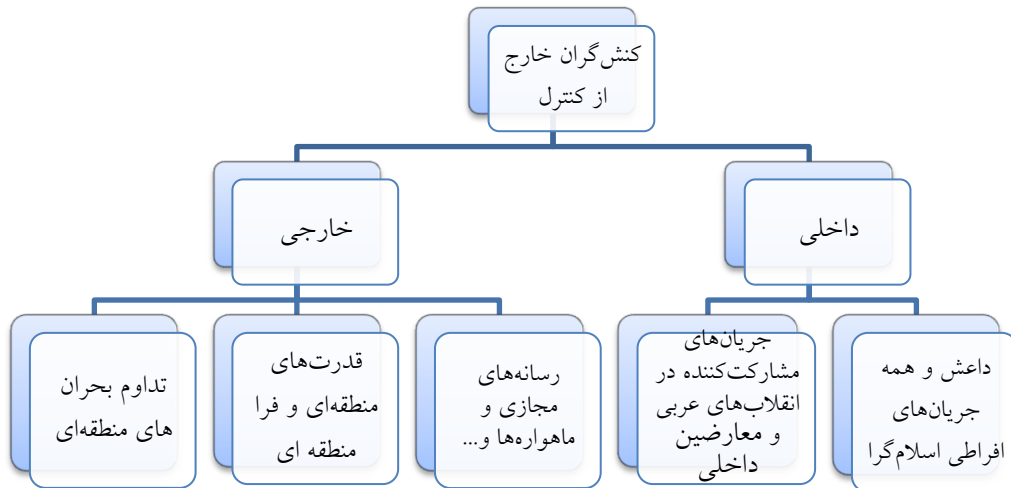 کنش‌گران خارج
از کنترل
داخلی
خارجی
داعش و همه
جریان‌های
افراطی اسلام‌گرا
جریان‌های
مشارکت‌کننده در
انقلاب‌های عربی
و معارضین
داخلی
رسانه‌های
مجازی و
ماهواره‌ها و...
قدرت‌های
منطقه‌ای و فرا
منطقه ای
تداوم بحران
های منطقه‌ای